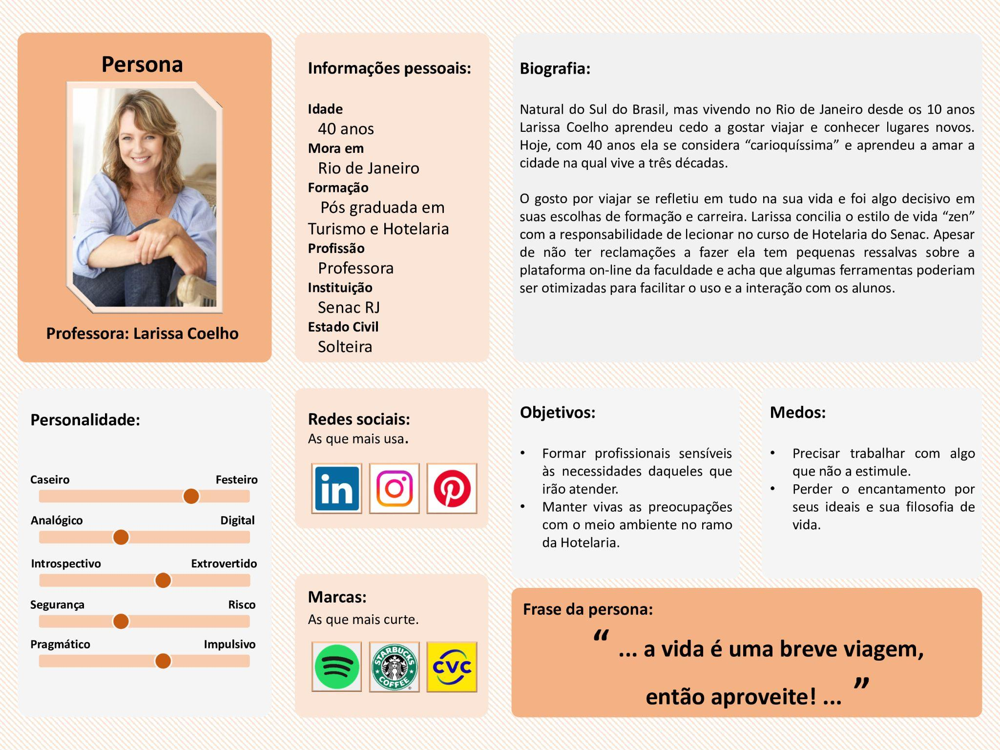 Persona
Professora: Larissa Coelho
Informações pessoais:
Idade
40 anos
Mora em
Rio de Janeiro
Formação
Pós graduada em
Turismo e Hotelaria
Profissão
Professora
Instituição
Senac RJ
Estado Civil
Solteira
Biografia:
Natural do Sul do Brasil, mas vivendo no Rio de Janeiro desde os 10 anos
Larissa Coelho aprendeu cedo a gostar viajar e conhecer lugares novos.
Hoje, com 40 anos ela se considera “carioquíssima” e aprendeu a amar a
cidade na qual vive a três décadas.
O gosto por viajar se refletiu em tudo na sua vida e foi algo decisivo em
suas escolhas de formação e carreira. Larissa concilia o estilo de vida “zen”
com a responsabilidade de lecionar no curso de Hotelaria do Senac. Apesar
de não ter reclamações a fazer ela tem pequenas ressalvas sobre a
plataforma on-line da faculdade e acha que algumas ferramentas poderiam
ser otimizadas para facilitar o uso e a interação com os alunos.
Personalidade:
Caseiro Festeiro
Analógico Digital
Introspectivo Extrovertido
Segurança Risco
Pragmático Impulsivo
Redes sociais:
As que mais usa.
in
Marcas:
As que mais curte.
STARBUCKS
COFFEE
®
CVC
Objetivos:
• Formar profissionais sensíveis
às necessidades daqueles que
irão atender.
• Manter vivas as preocupações
com o meio ambiente no ramo
da Hotelaria.
Medos:
• Precisar trabalhar com algo
que não a estimule.
• Perder o encantamento por
seus ideais e sua filosofia de
vida.
Frase da persona:
“ ... a vida é uma breve viagem,
então aproveite! ... ”